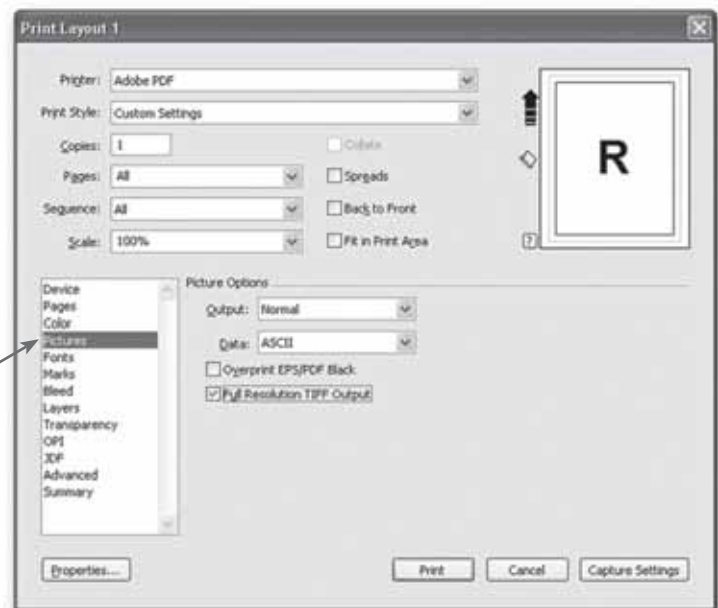 Print Layout 1
Printer: Adobe PDF
Print Style: Custom Settings
Copies: 1 Collate
Pages: All Spreads
Sequence: All Back to Front
Scale: 100% Fit in Print Area
R
?
Device
Pages
Color
Pictures
Fonts
Marks
Bleed
Layers
Transparency
OPI
JDF
Advanced
Summary
Picture Options
Output: Normal
Data: ASCII
Overprint EPS/PDF Black
Full Resolution TIFF Output
Properties... Print Cancel Capture Settings